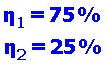 η₁ = 75%
η₂ = 25%